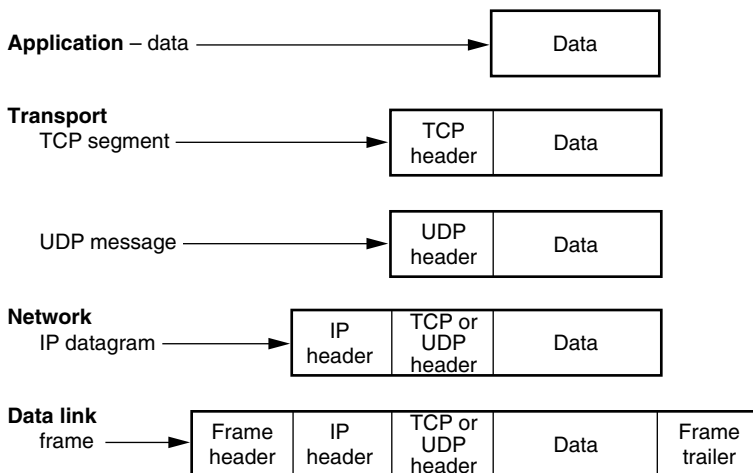 Application – data
Data
Transport
TCP segment
TCP
header
Data
UDP message
UDP
header
Data
Network
IP datagram
IP
header
TCP or
UDP
header
Data
Data link
frame
Frame
header
IP
header
TCP or
UDP
header
Data
Frame
trailer